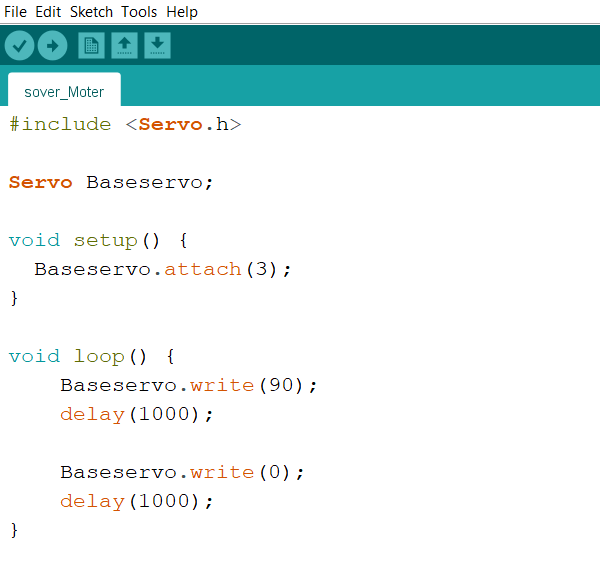 File Edit Sketch Tools Help
sover_Moter
#include <Servo.h>
Servo Baseservo;
void setup() {
  Baseservo.attach(3);
}
void loop() {
    Baseservo.write(90);
    delay(1000);
    Baseservo.write(0);
    delay(1000);
}